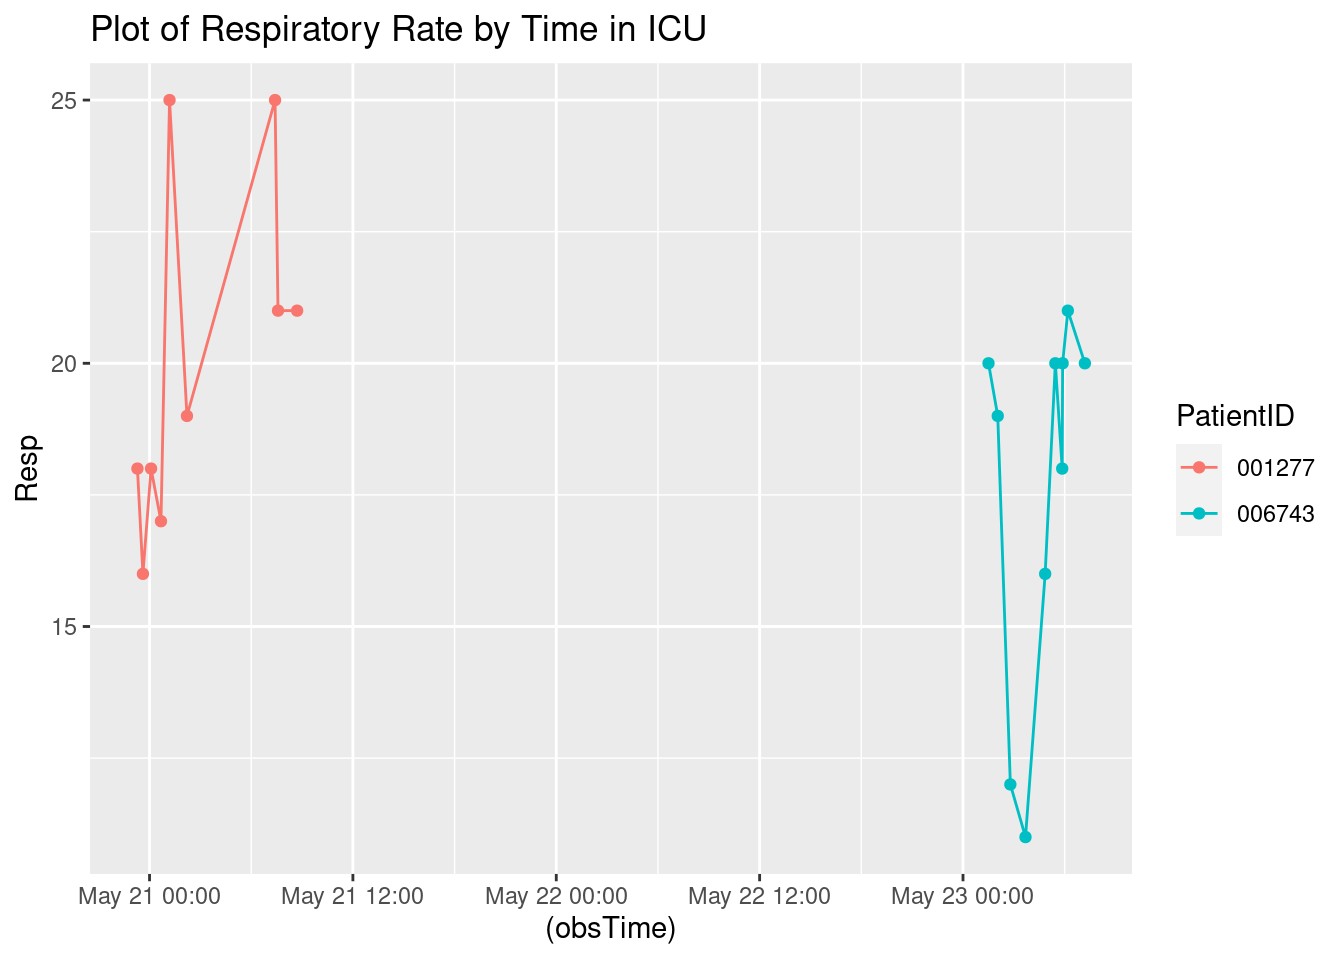 Plot of Respiratory Rate by Time in ICU
25
20
15
Resp
May 21 00:00
May 21 12:00
May 22 00:00
May 22 12:00
May 23 00:00
(obsTime)
PatientID
001277
006743